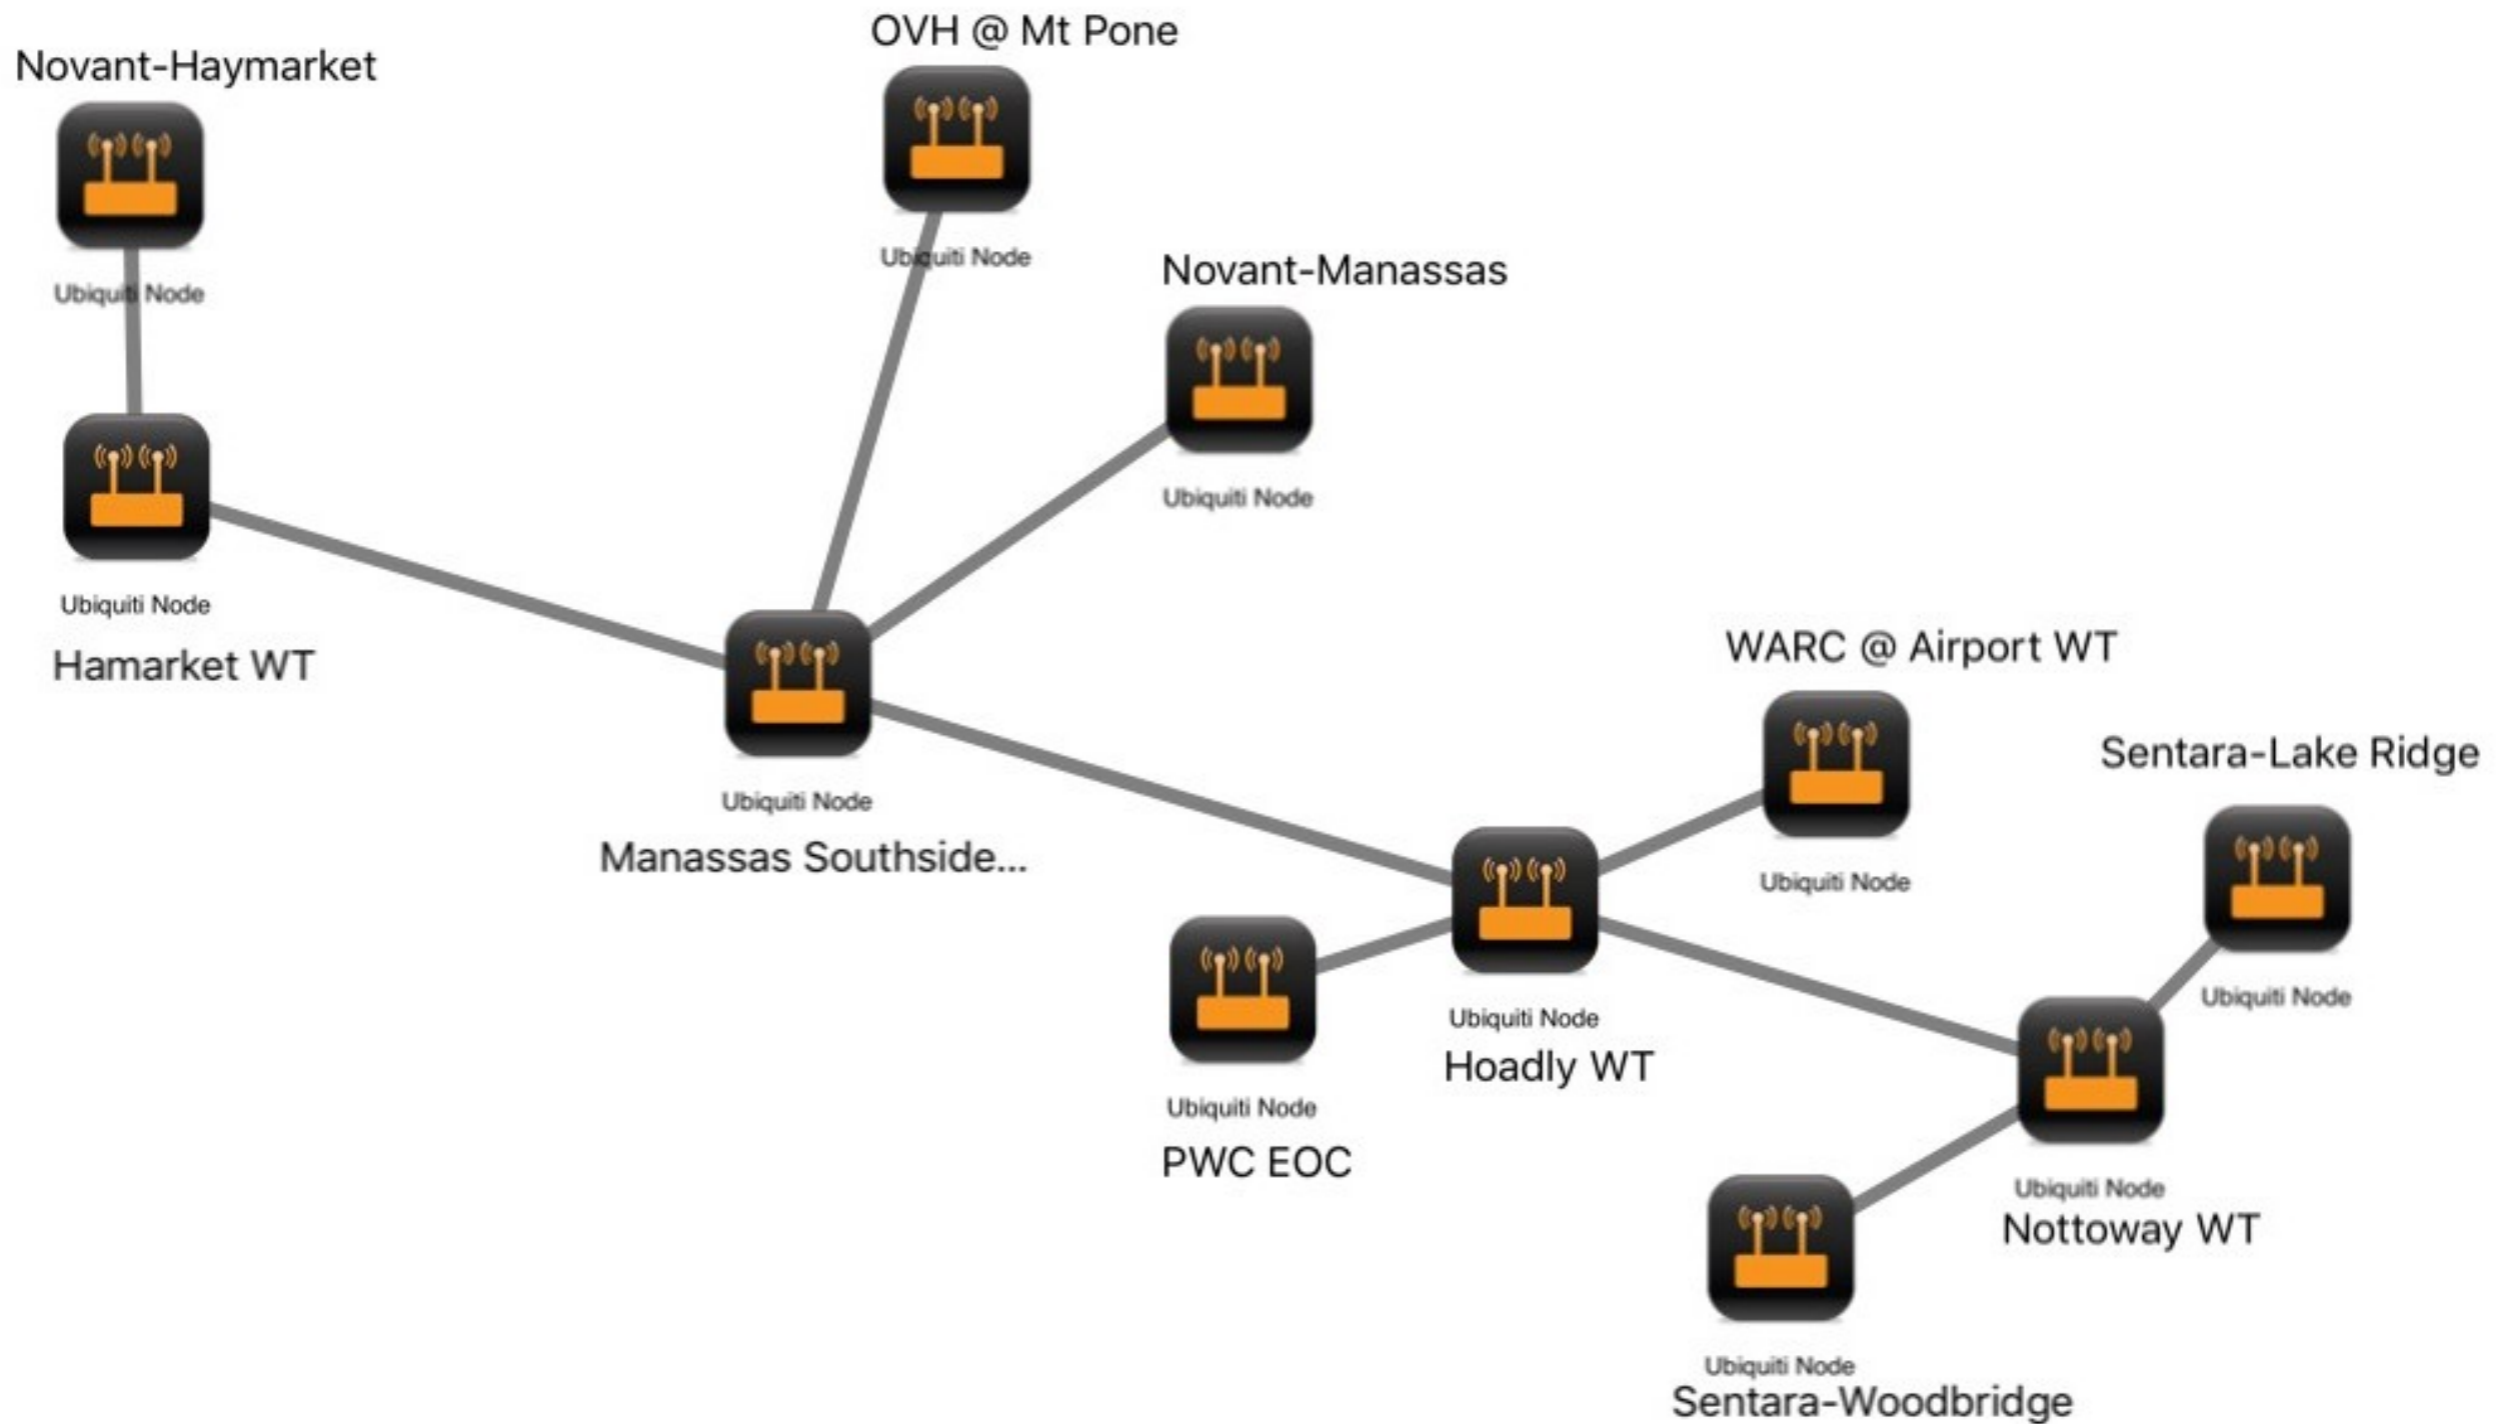 OVH @ Mt Pone
Novant-Haymarket
Ubiquiti Node
Novant-Manassas
Ubiquiti Node
Ubiquiti Node
Ubiquiti Node
Hamarket WT
WARC @ Airport WT
Sentara-Lake Ridge
Ubiquiti Node
Manassas Southside...
Ubiquiti Node
Ubiquiti Node
Ubiquiti Node
Hoadly WT
Ubiquiti Node
PWC EOC
Ubiquiti Node
Nottoway WT
Ubiquiti Node
Sentara-Woodbridge